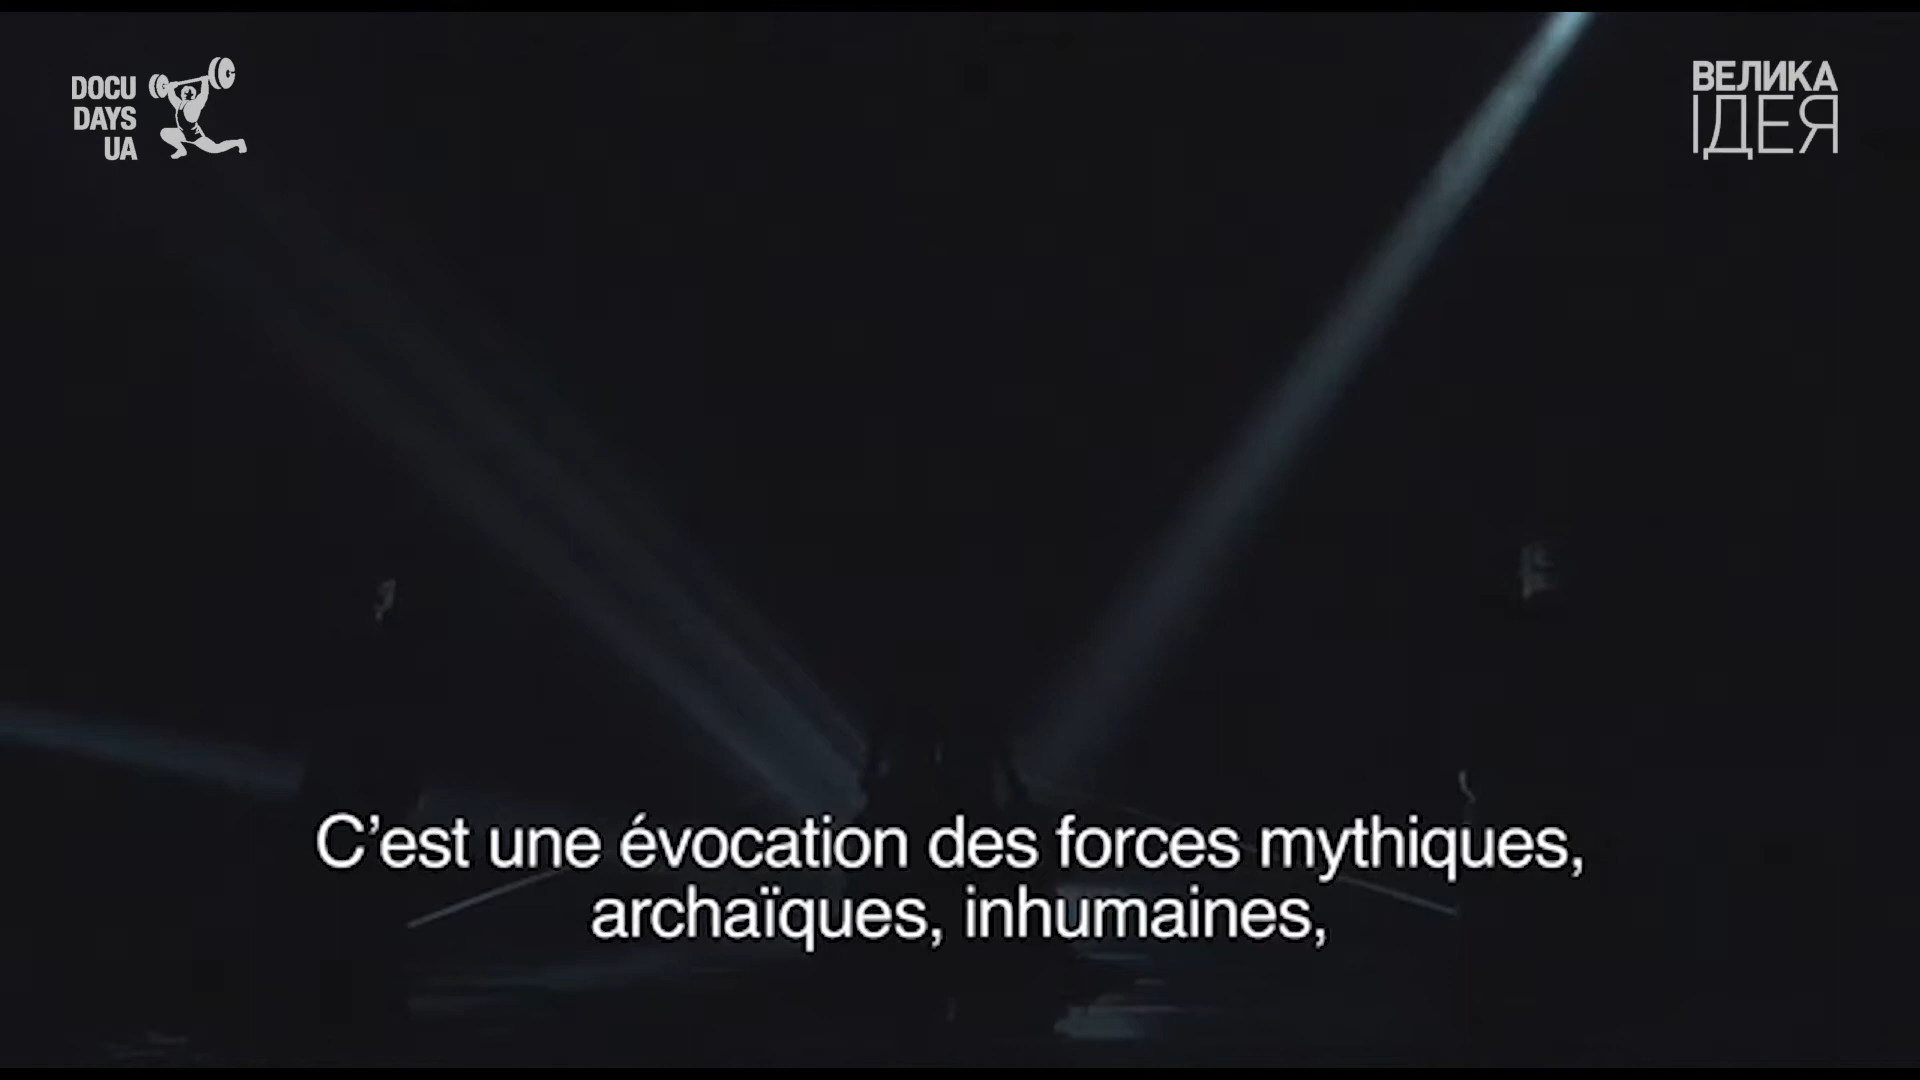 DOCU
DAYS
UA
ВЕЛИКА
ІДЕЯ
C’est une évocation des forces mythiques,
archaïques, inhumaines,